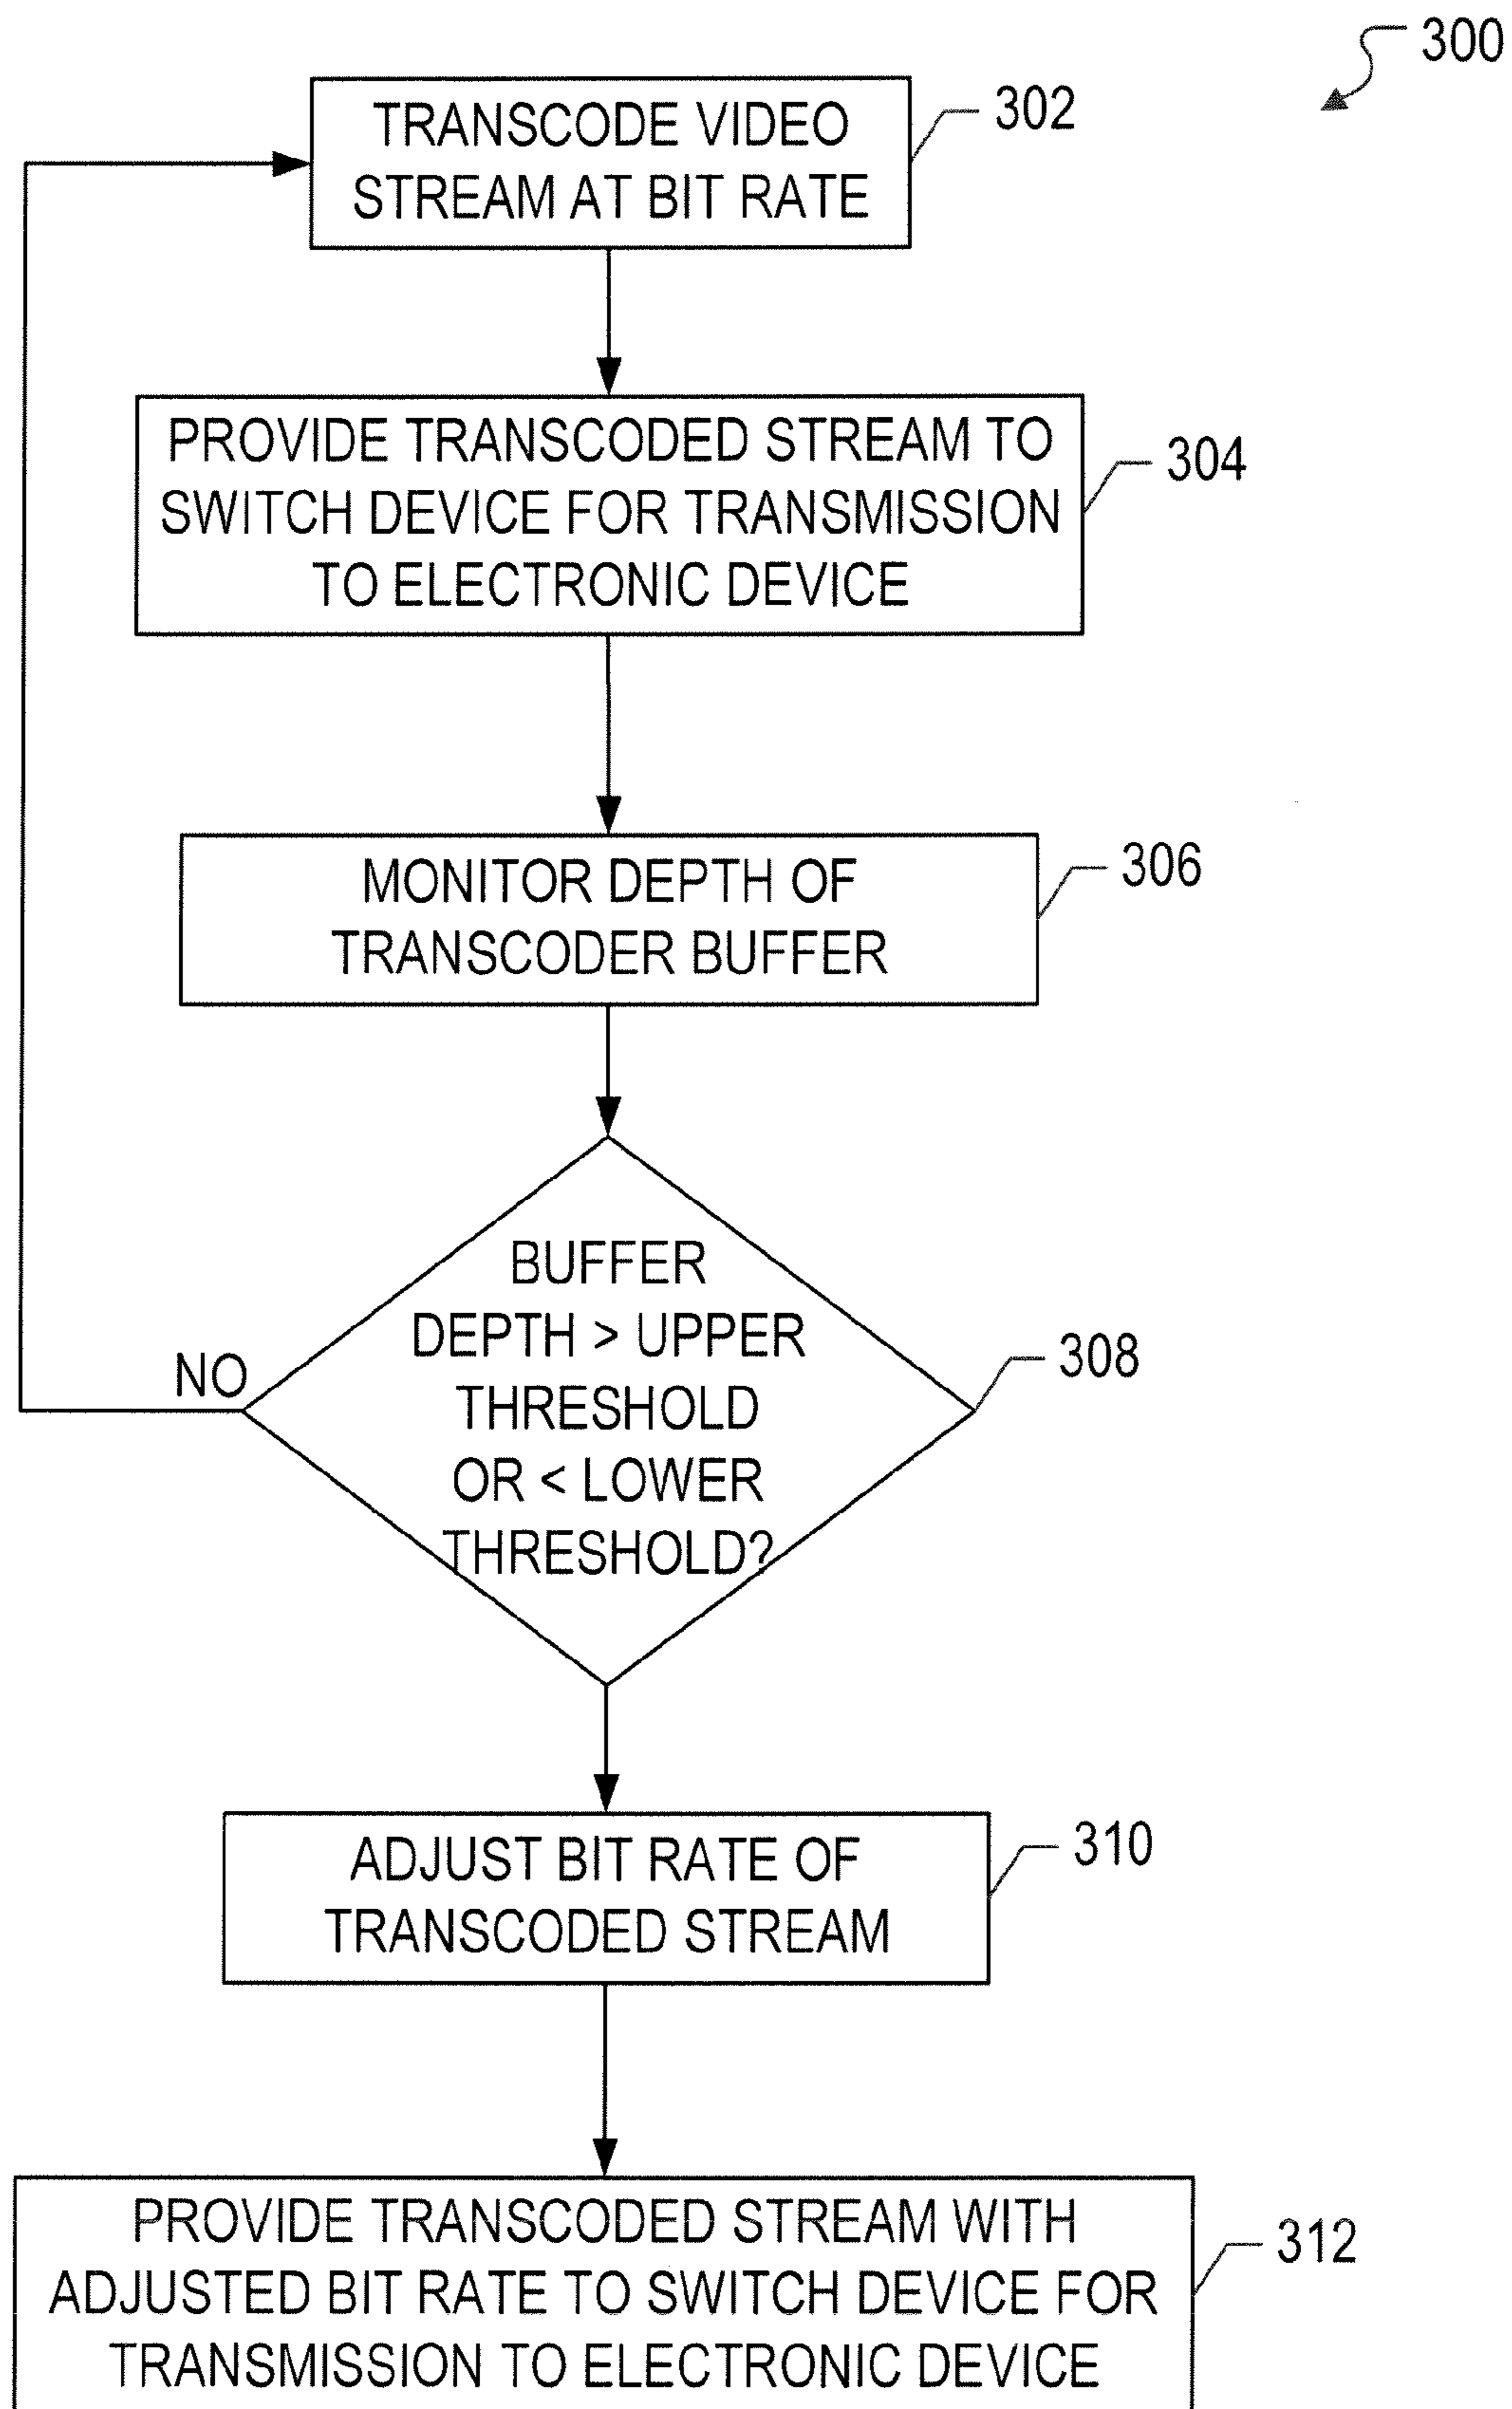 300
TRANSCODE VIDEO
STREAM AT BIT RATE
302
PROVIDE TRANSCODED STREAM TO
SWITCH DEVICE FOR TRANSMISSION
TO ELECTRONIC DEVICE
304
MONITOR DEPTH OF
TRANSCODER BUFFER
306
BUFFER
DEPTH > UPPER
THRESHOLD
OR < LOWER
THRESHOLD?
308
NO
ADJUST BIT RATE OF
TRANSCODED STREAM
310
PROVIDE TRANSCODED STREAM WITH
ADJUSTED BIT RATE TO SWITCH DEVICE FOR
TRANSMISSION TO ELECTRONIC DEVICE
312